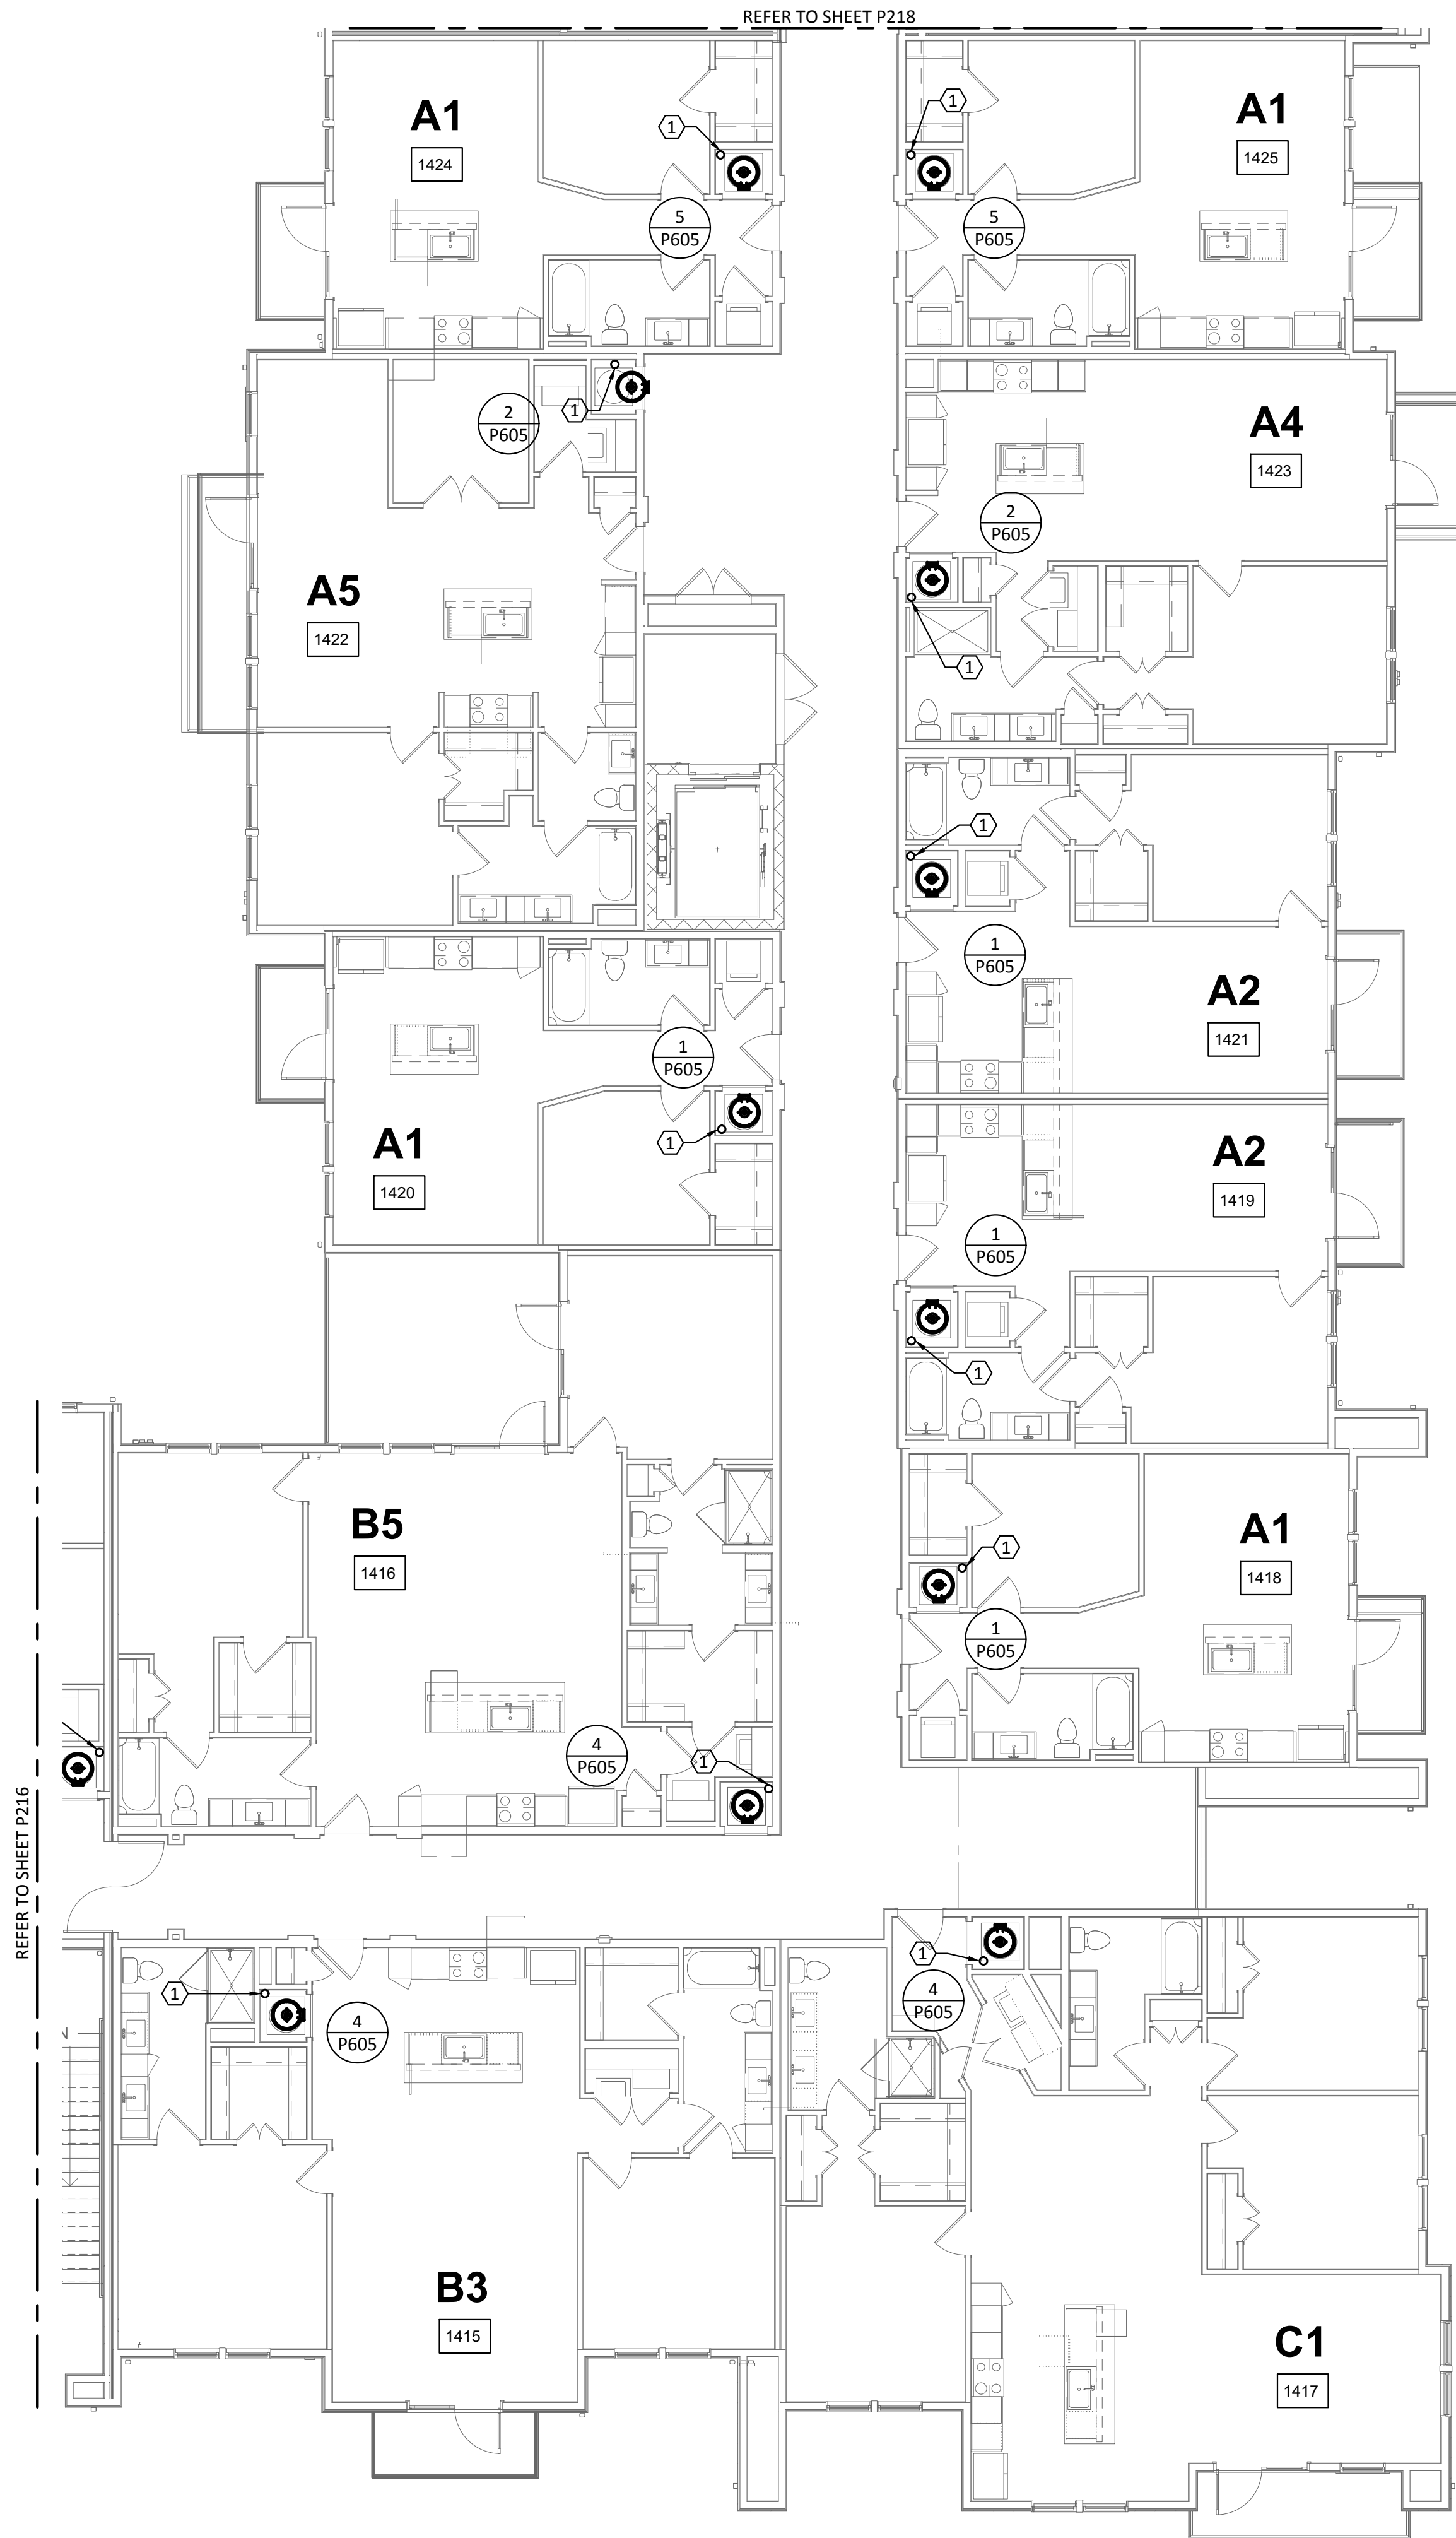 REFER TO SHEET P218
A1
1424
1
5
P605
1
5
P605
A1
1425
2
P605
1
A4
1423
2
P605
1
A5
1422
1
1
P605
A2
1421
1
P605
A1
1420
1
A2
1419
1
P605
1
B5
1416
4
P605
1
A1
1418
1
1
P605
REFER TO SHEET P216
1
4
P605
B3
1415
1
4
P605
C1
1417